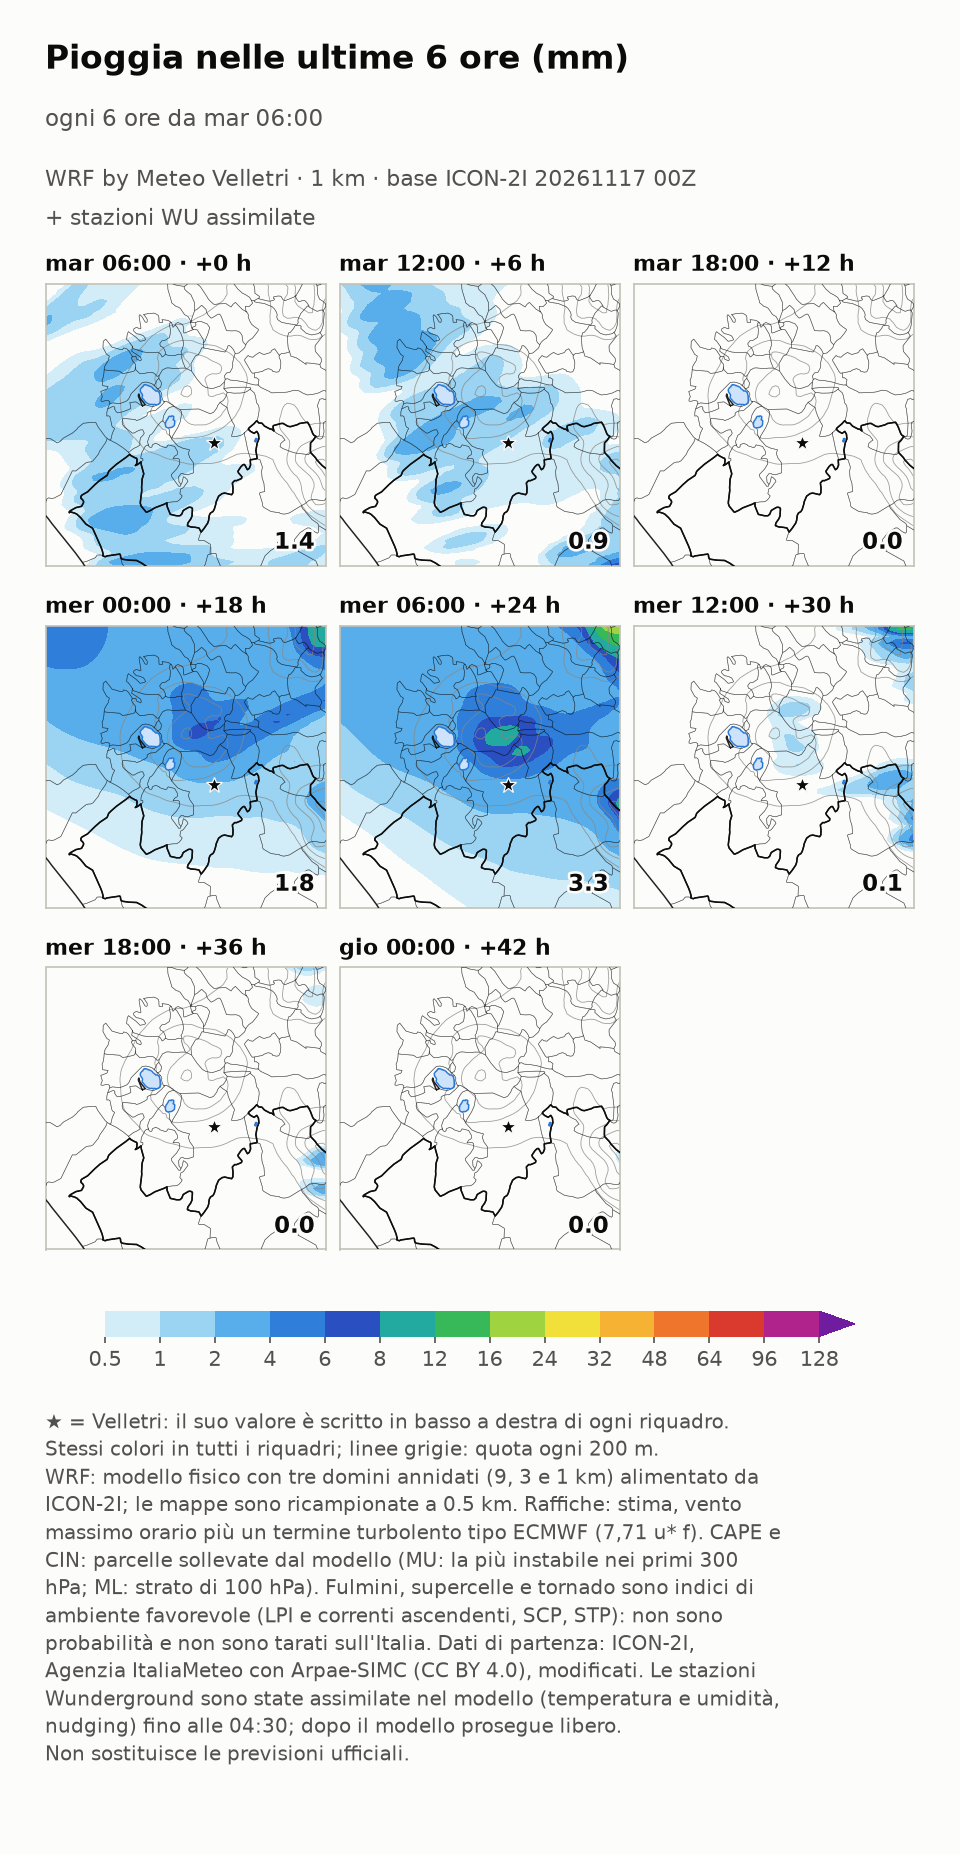 Pioggia nelle ultime 6 ore (mm)
ogni 6 ore da mar 06:00
WRF by Meteo Velletri · 1 km · base ICON-2I 20261117 00Z
+ stazioni WU assimilate
mar 06:00 · +0 h
mar 12:00 · +6 h
mar 18:00 · +12 h
1.4
0.9
0.0
mer 00:00 · +18 h
mer 06:00 · +24 h
mer 12:00 · +30 h
1.8
3.3
0.1
mer 18:00 · +36 h
gio 00:00 · +42 h
0.0
0.0
0.5 1 2 4 6 8 12 16 24 32 48 64 96 128
★ = Velletri: il suo valore è scritto in basso a destra di ogni riquadro.
Stessi colori in tutti i riquadri; linee grigie: quota ogni 200 m.
WRF: modello fisico con tre domini annidati (9, 3 e 1 km) alimentato da
ICON-2I; le mappe sono ricampionate a 0.5 km. Raffiche: stima, vento
massimo orario più un termine turbolento tipo ECMWF (7,71 u* f). CAPE e
CIN: parcelle sollevate dal modello (MU: la più instabile nei primi 300
hPa; ML: strato di 100 hPa). Fulmini, supercelle e tornado sono indici di
ambiente favorevole (LPI e correnti ascendenti, SCP, STP): non sono
probabilità e non sono tarati sull'Italia. Dati di partenza: ICON-2I,
Agenzia ItaliaMeteo con Arpae-SIMC (CC BY 4.0), modificati. Le stazioni
Wunderground sono state assimilate nel modello (temperatura e umidità,
nudging) fino alle 04:30; dopo il modello prosegue libero.
Non sostituisce le previsioni ufficiali.